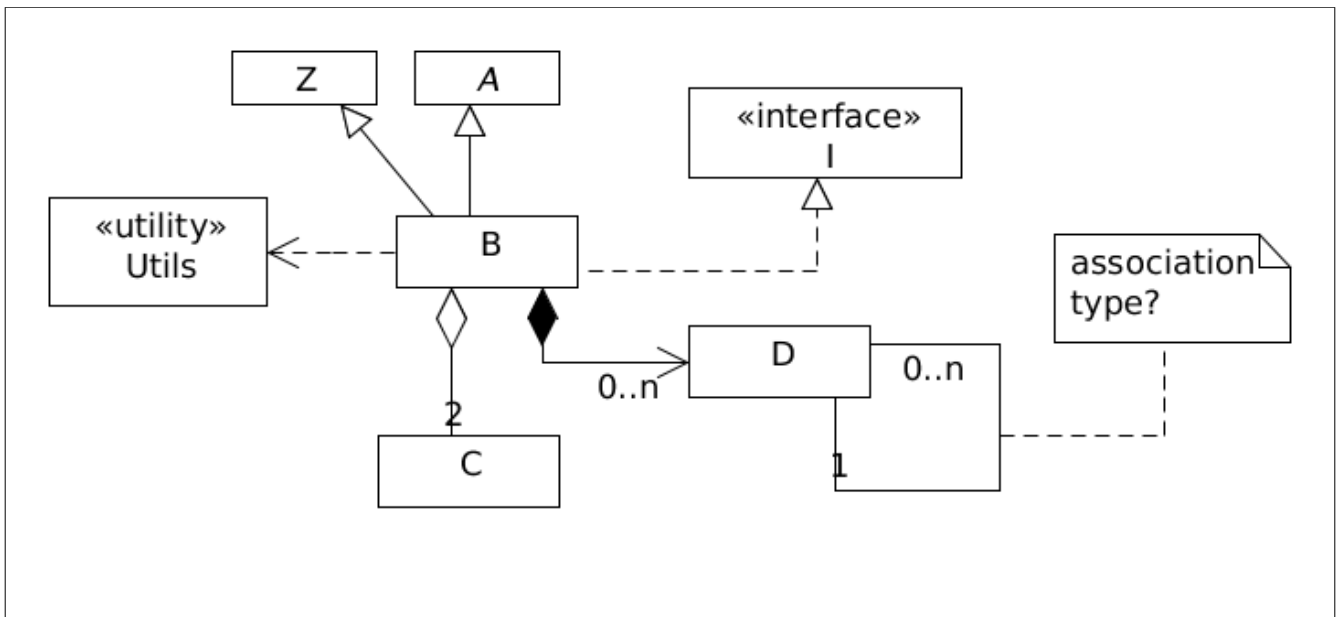 Z
A
«interface»
I
«utility»
Utils
B
association
type?
D
0..n
0..n
2
1
C